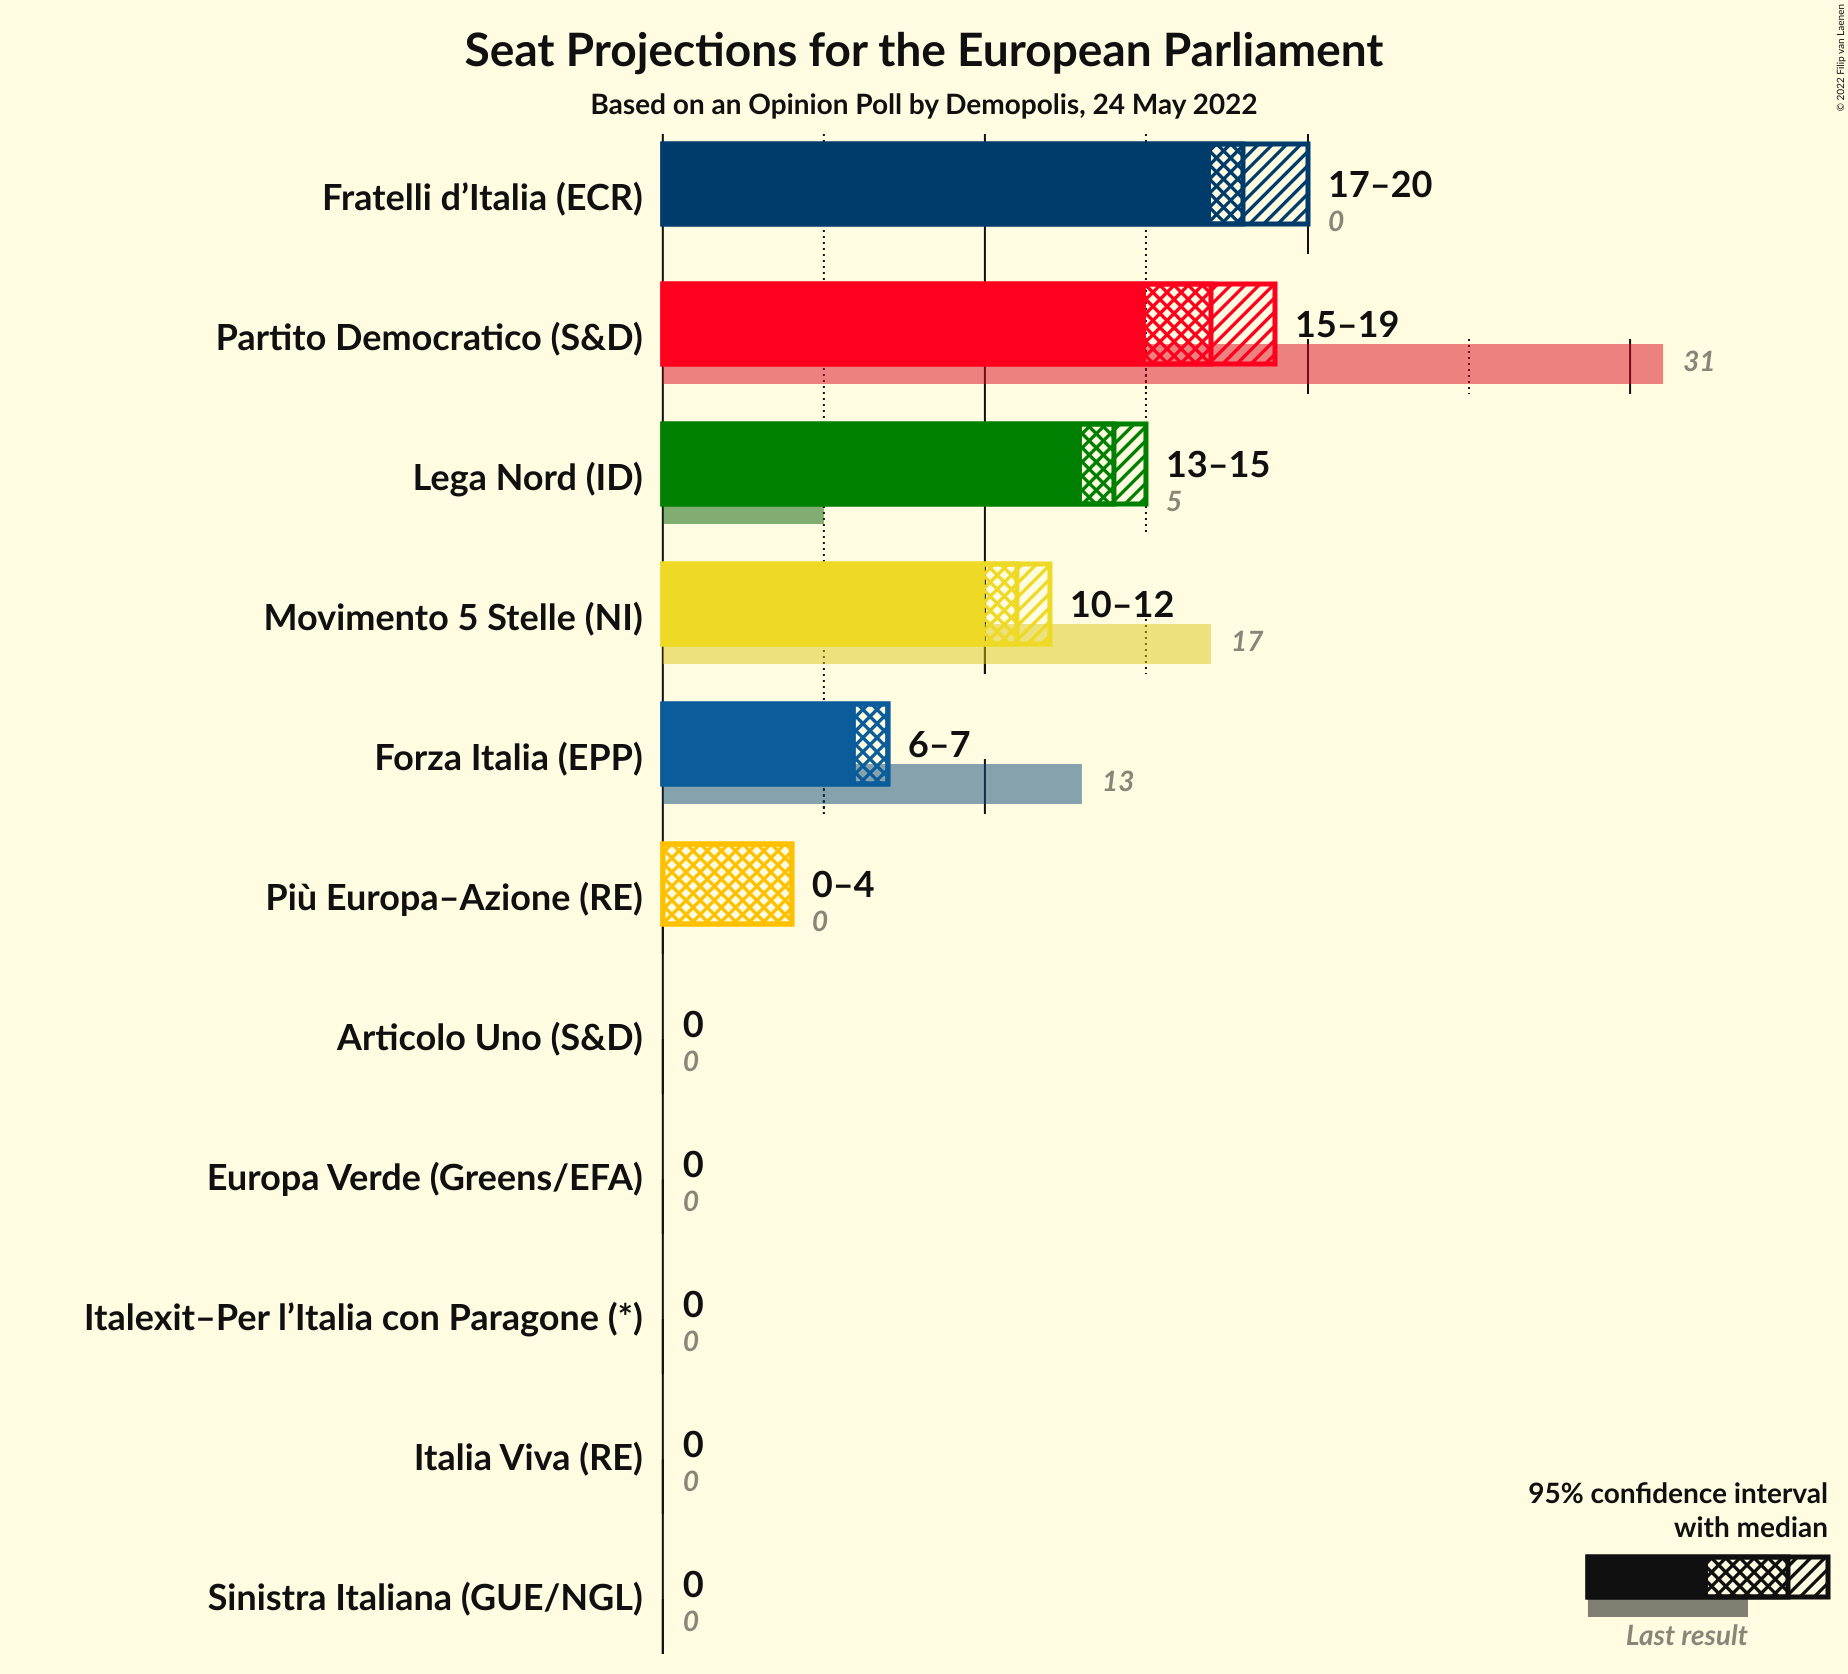 Seat Projections for the European Parliament
Based on an Opinion Poll by Demopolis, 24 May 2022
© 2022 Filip van Laenen
Fratelli d’Italia (ECR)
17–20
0
Partito Democratico (S&D)
15–19
31
Lega Nord (ID)
13–15
5
Movimento 5 Stelle (NI)
10–12
17
Forza Italia (EPP)
6–7
13
Più Europa–Azione (RE)
0–4
0
Articolo Uno (S&D)
0
0
Europa Verde (Greens/EFA)
0
0
Italexit–Per l’Italia con Paragone (*)
0
0
Italia Viva (RE)
0
0
Sinistra Italiana (GUE/NGL)
0
0
95% confidence interval
with median
Last result